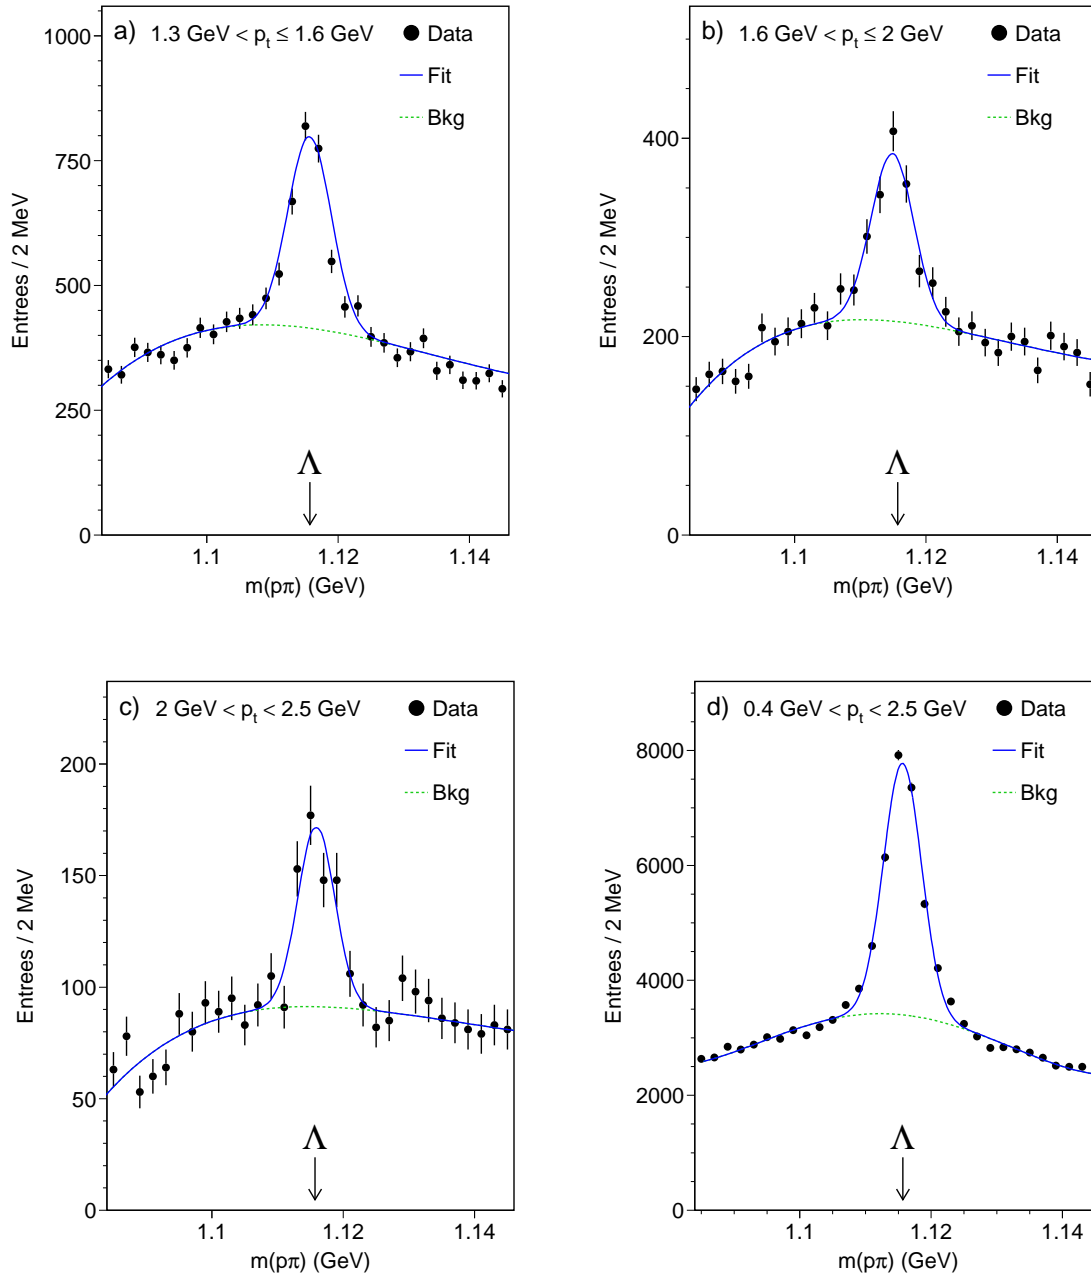 a) 1.3 GeV < p_t ≤ 1.6 GeV
Data
Fit
Bkg
1000
750
500
250
0
Entrees / 2 MeV
Λ
1.1 1.12 1.14
m(pπ) (GeV)
b) 1.6 GeV < p_t ≤ 2 GeV
Data
Fit
Bkg
400
200
0
Entrees / 2 MeV
Λ
1.1 1.12 1.14
m(pπ) (GeV)
c) 2 GeV < p_t < 2.5 GeV
Data
Fit
Bkg
200
150
100
50
0
Entrees / 2 MeV
Λ
1.1 1.12 1.14
m(pπ) (GeV)
d) 0.4 GeV < p_t < 2.5 GeV
Data
Fit
Bkg
8000
6000
4000
2000
0
Entrees / 2 MeV
Λ
1.1 1.12 1.14
m(pπ) (GeV)